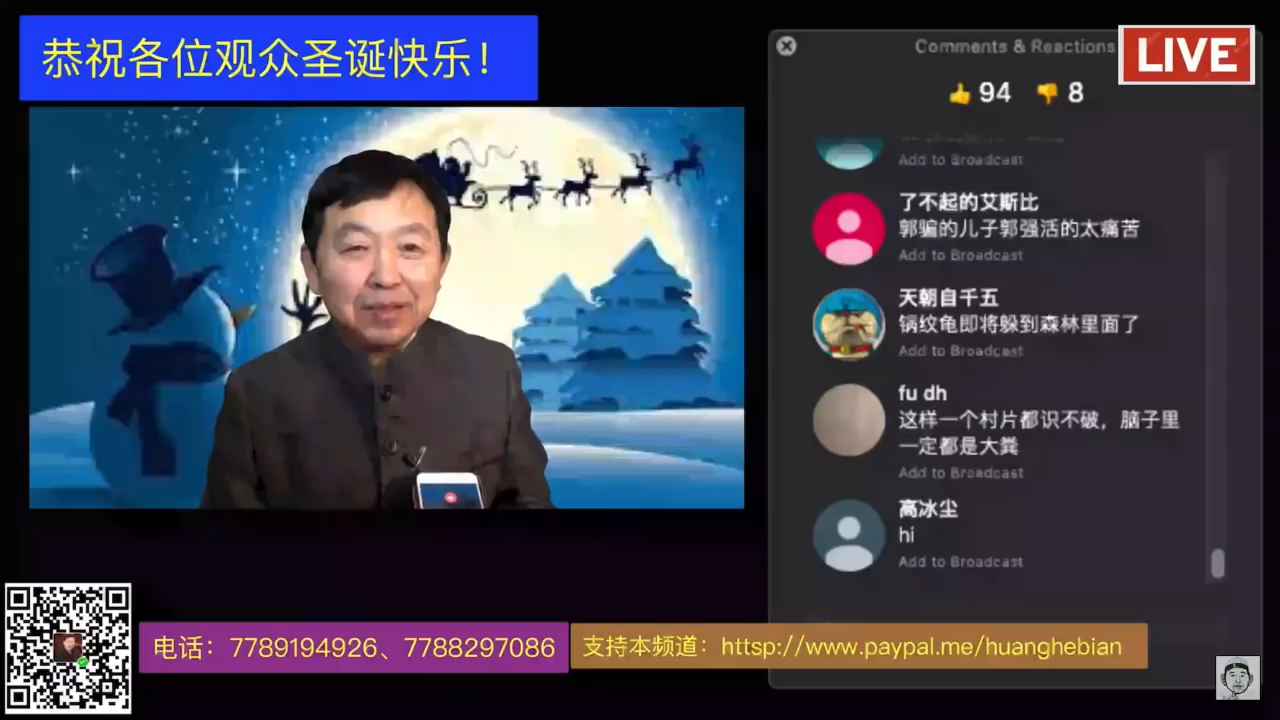 恭祝各位观众圣诞快乐！
Comments & Reactions
LIVE
👍 94 👎 8
Add to Broadcast
了不起的艾斯比
郭骗的儿子郭强活的太痛苦
Add to Broadcast
天朝自千五
锅纹龟即将躲到森林里面了
Add to Broadcast
fu dh
这样一个村片都识不破，脑子里
一定都是大粪
Add to Broadcast
高冰尘
hi
Add to Broadcast
电话：7789194926、7788297086
支持本频道：httsp://www.paypal.me/huanghebian